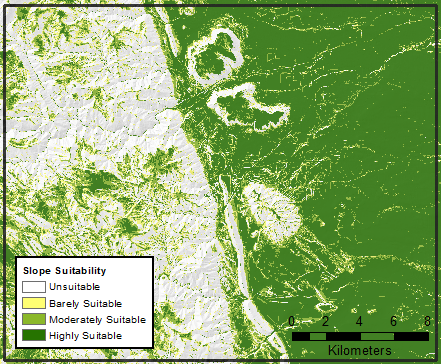 Slope Suitability
Unsuitable
Barely Suitable
Moderately Suitable
Highly Suitable
0 2 4 6 8
Kilometers